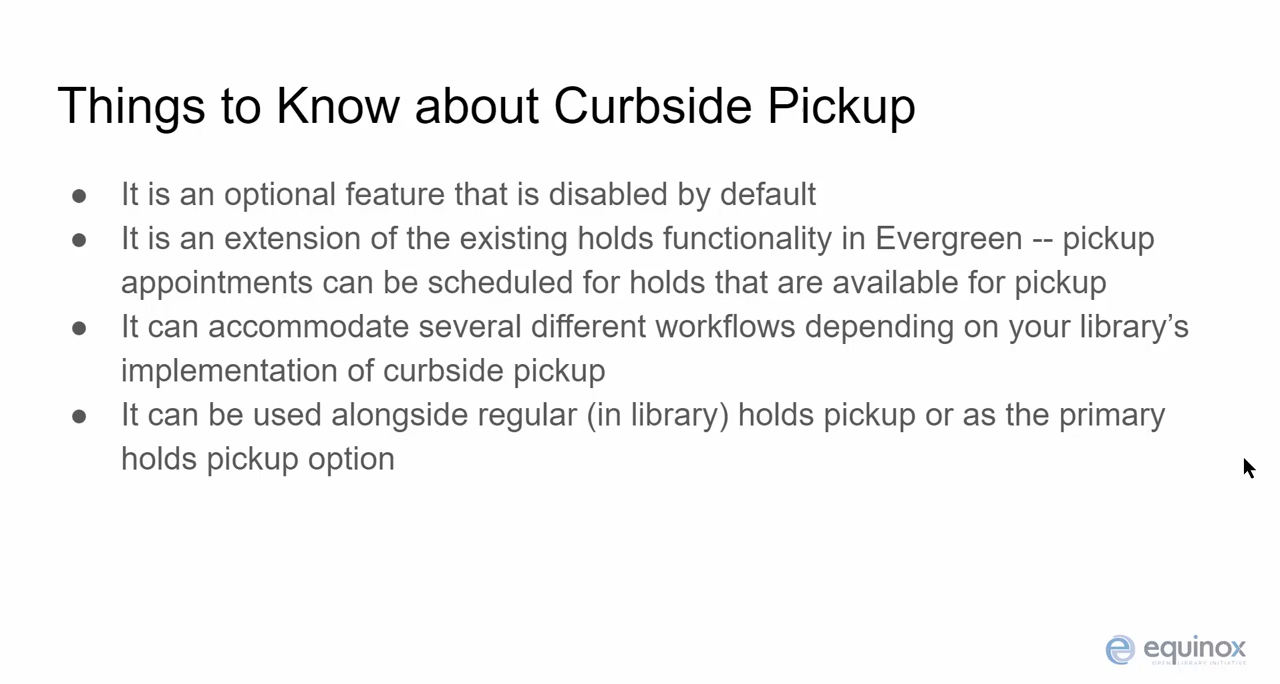 Things to Know about Curbside Pickup
● It is an optional feature that is disabled by default
● It is an extension of the existing holds functionality in Evergreen -- pickup
appointments can be scheduled for holds that are available for pickup
● It can accommodate several different workflows depending on your library’s
implementation of curbside pickup
● It can be used alongside regular (in library) holds pickup or as the primary
holds pickup option
equinox
OPEN LIBRARY INITIATIVE